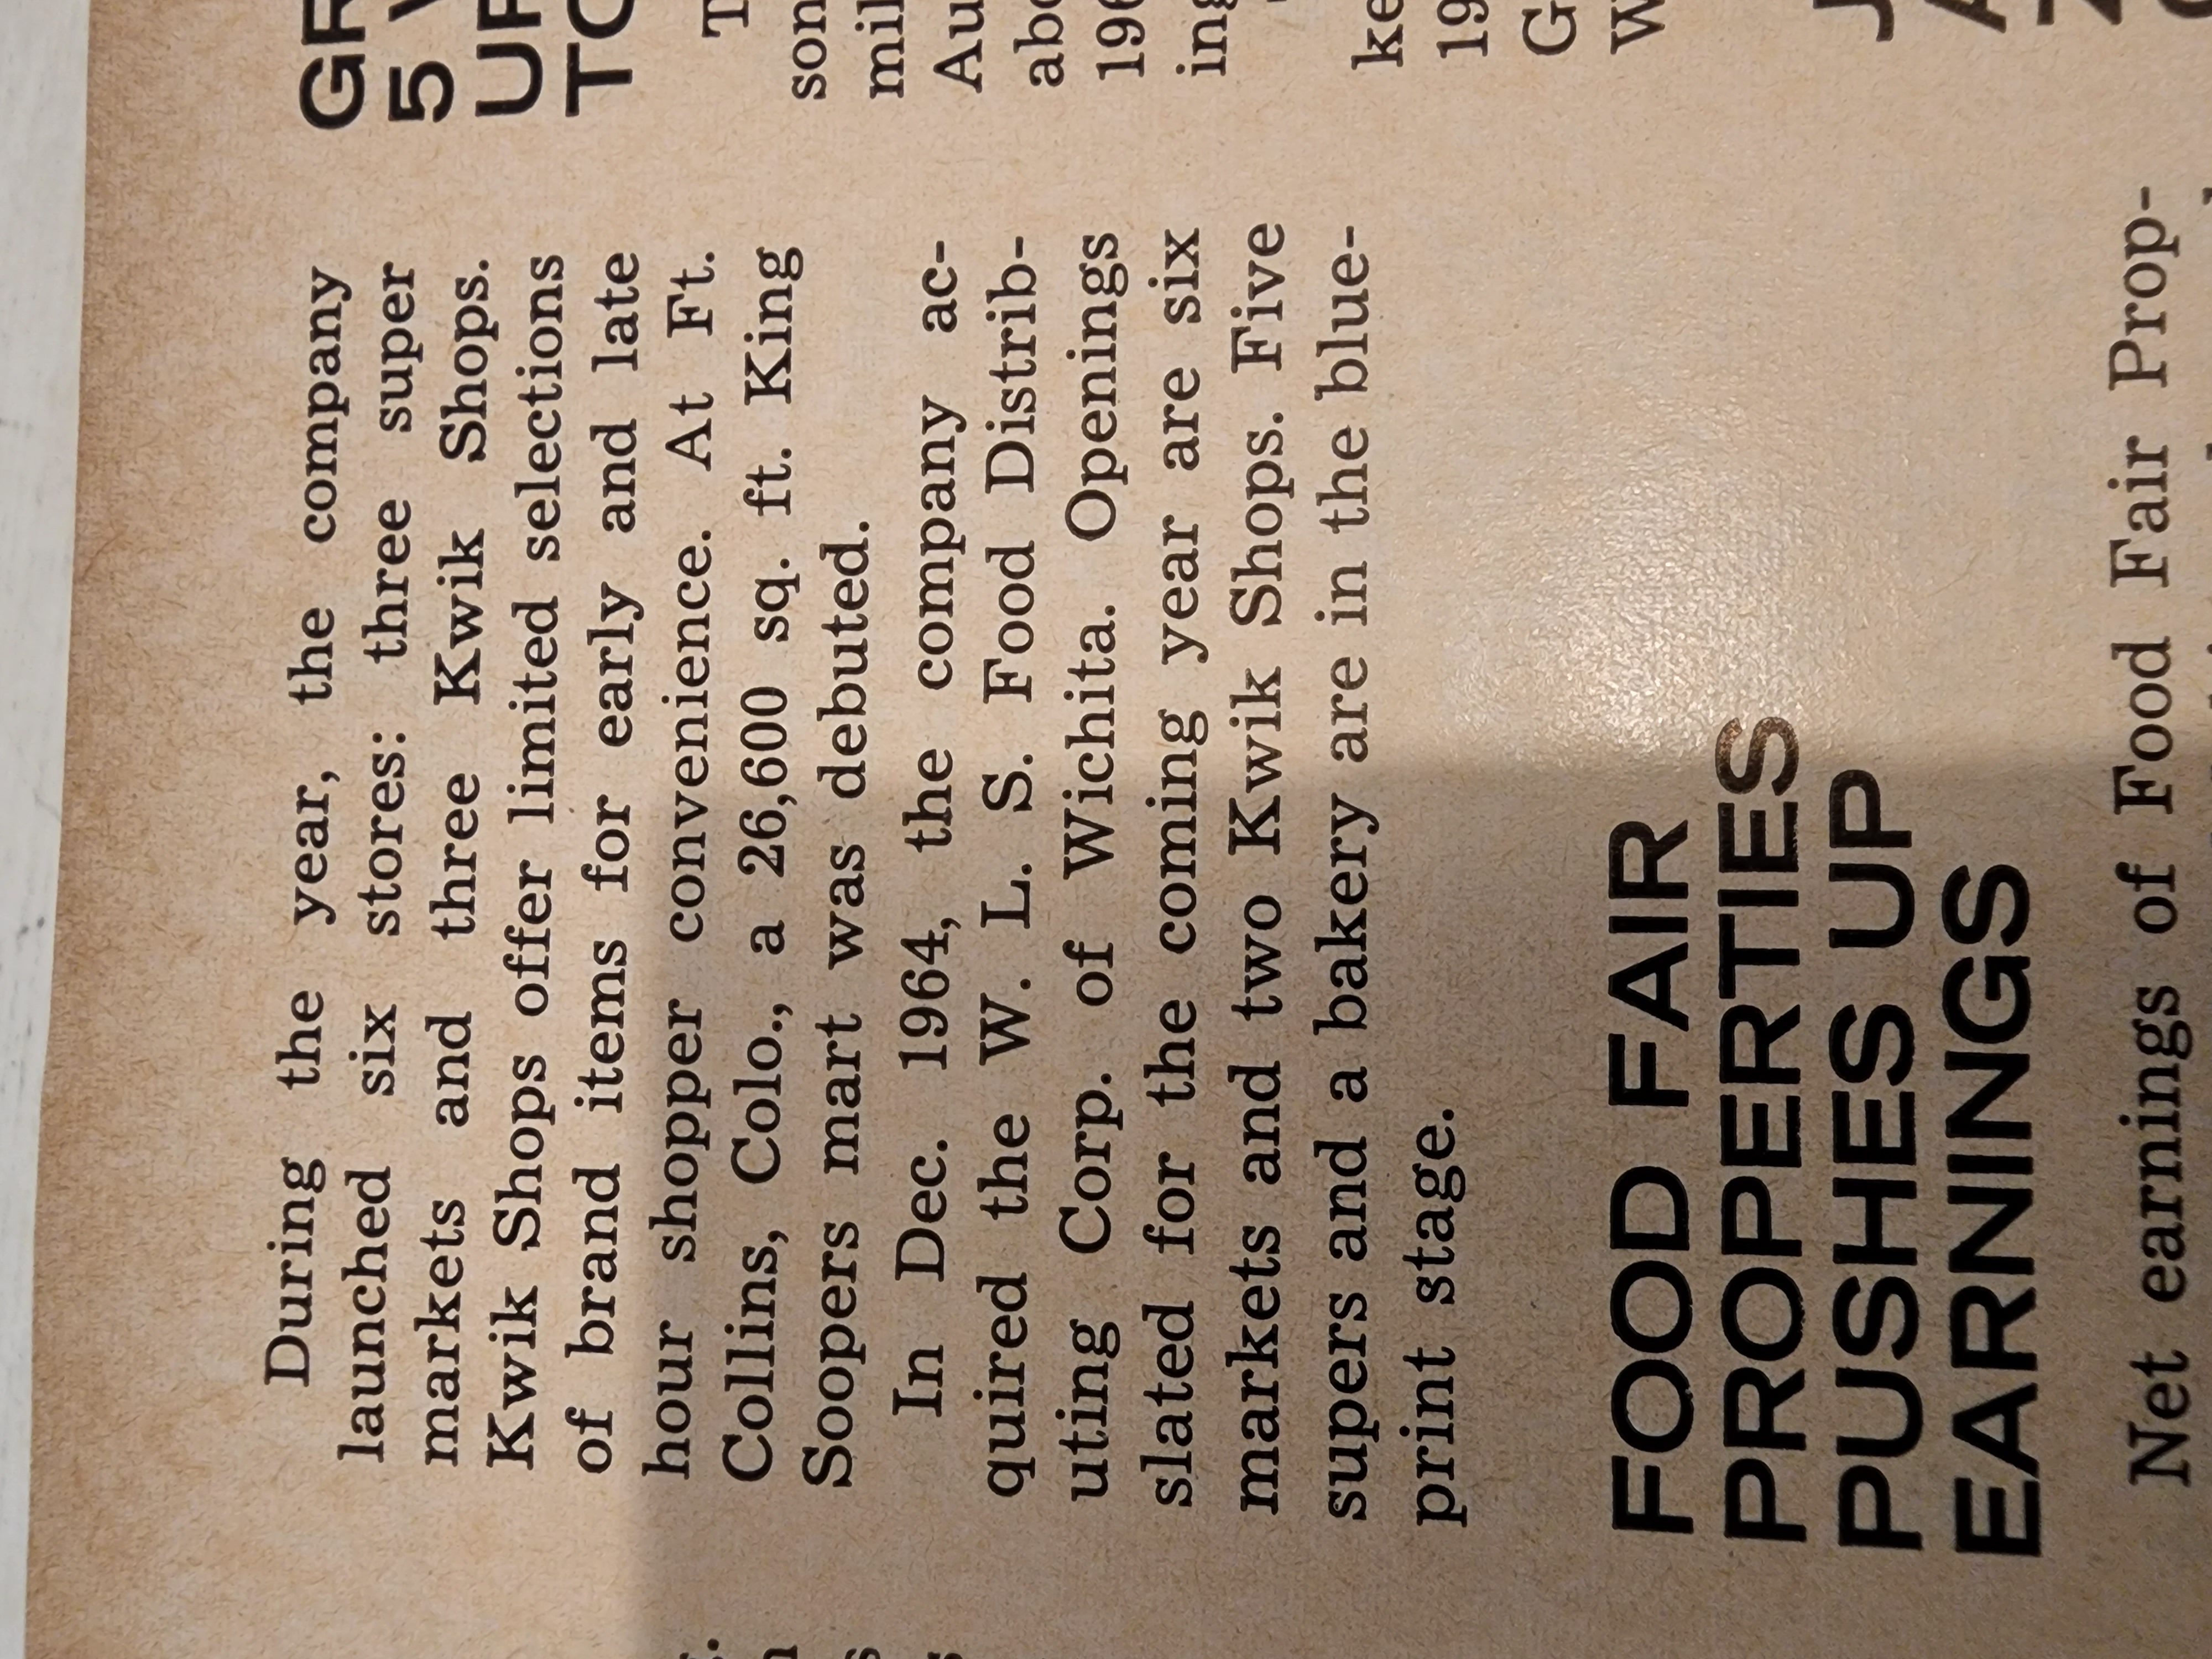 During the year, the company
launched six stores: three super
markets and three Kwik Shops.
Kwik Shops offer limited selections
of brand items for early and late
hour shopper convenience. At Ft.
Collins, Colo., a 26,600 sq. ft. King
Soopers mart was debuted.
In Dec. 1964, the company ac-
quired the W. L. S. Food Distrib-
uting Corp. of Wichita. Openings
slated for the coming year are six
markets and two Kwik Shops. Five
supers and a bakery are in the blue-
print stage.
FOOD FAIR
PROPERTIES
PUSHES UP
EARNINGS
Net earnings of Food Fair Prop-